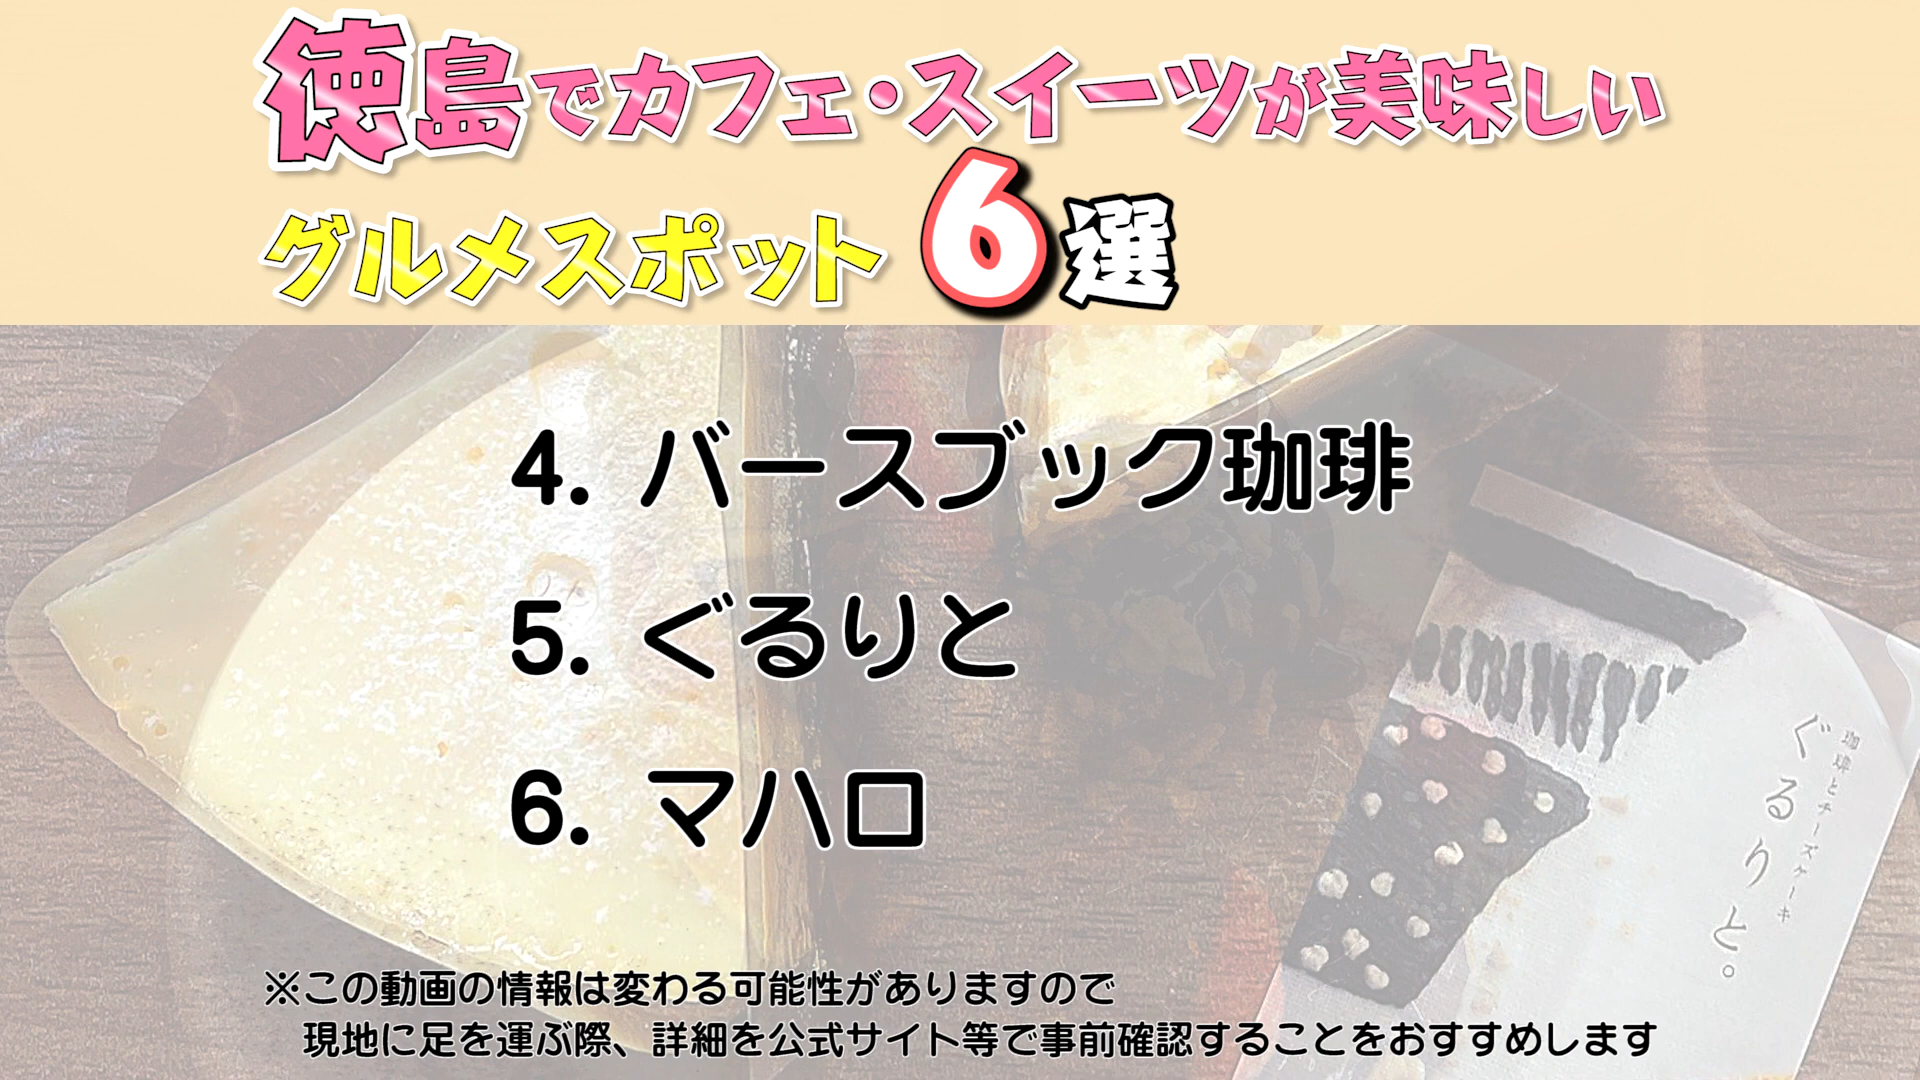 徳島でカフェ・スイーツが美味しい
グルメスポット 6選
4. バースブック珈琲
5. ぐるりと
6. マハロ
珈琲とチーズケーキ
ぐるりと。
※この動画の情報は変わる可能性がありますので
現地に足を運ぶ際、詳細を公式サイト等で事前確認することをおすすめします